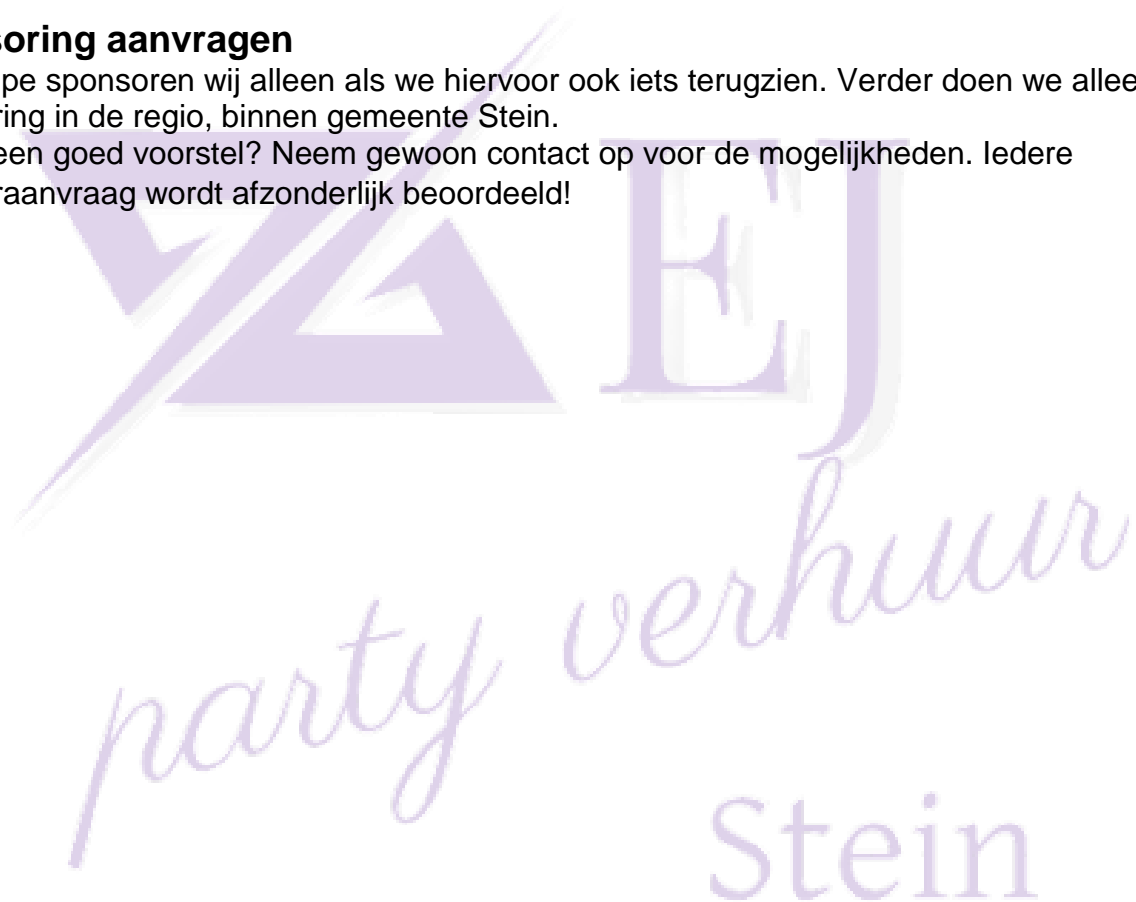 soring aanvragen
pe sponsoren wij alleen als we hiervoor ook iets terugzien. Verder doen we allee
ring in de regio, binnen gemeente Stein.
een goed voorstel? Neem gewoon contact op voor de mogelijkheden. Iedere
raanvraag wordt afzonderlijk beoordeeld!
EJ
party verhuur
Stein